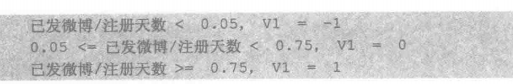 已发微博/注册天数 < 0.05, V1 = -1
0.05 <= 已发微博/注册天数 < 0.75, V1 = 0
已发微博/注册天数 >= 0.75, V1 = 1